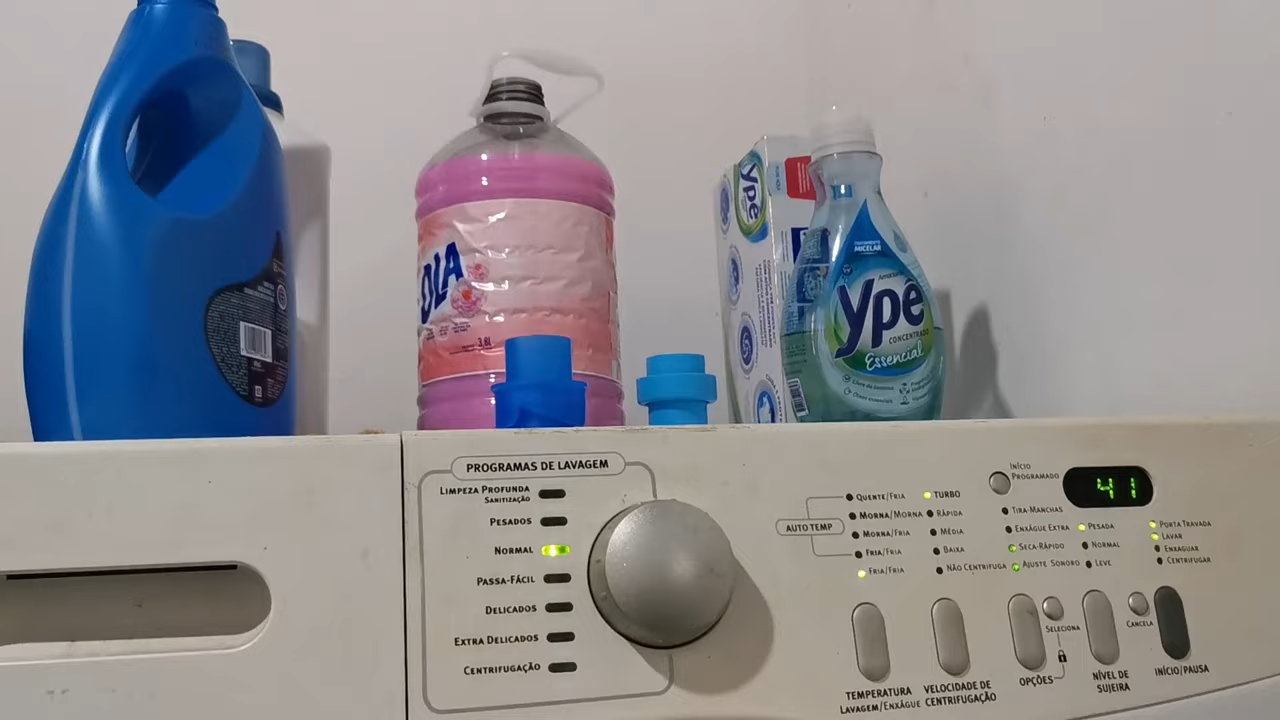 OLA
3,6L
Ypê
TRATAMENTO
MICELAR
Amaciante
Ypê
CONCENTRADO
Essencial
PROGRAMAS DE LAVAGEM
LIMPEZA PROFUNDA
SANITIZAÇÃO
PESADOS
NORMAL
PASSA-FÁCIL
DELICADOS
EXTRA DELICADOS
CENTRIFUGAÇÃO
AUTO TEMP
QUENTE/FRIA
MORNA/MORNA
MORNA/FRIA
FRIA/FRIA
FRIA/FRIA
TURBO
RÁPIDA
MÉDIA
BAIXA
NÃO CENTRIFUGA
INÍCIO
PROGRAMADO
41
TIRA-MANCHAS
ENXÁGUE EXTRA
SECA-RÁPIDO
AJUSTE SONORO
PESADA
NORMAL
LEVE
PORTA TRAVADA
LAVAR
ENXAGUAR
CENTRIFUGAR
TEMPERATURA
LAVAGEM/ENXÁGUE
VELOCIDADE DE
CENTRIFUGAÇÃO
OPÇÕES
SELECIONA
NÍVEL DE
SUJEIRA
CANCELA
INÍCIO/PAUSA